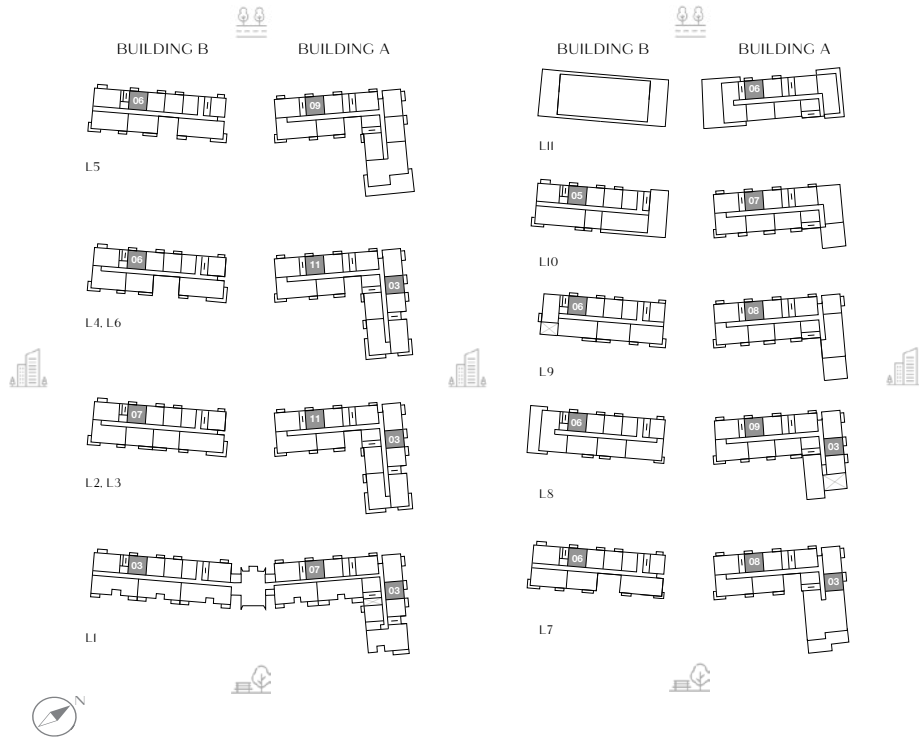 BUILDING B BUILDING A
06 09
L5
06 11 03
L4, L6
07 11 03
L2, L3
03 07 03
L1
BUILDING B BUILDING A
06
L11
05 07
L10
06 08
L9
06 09 03
L8
06 08 03
L7
N